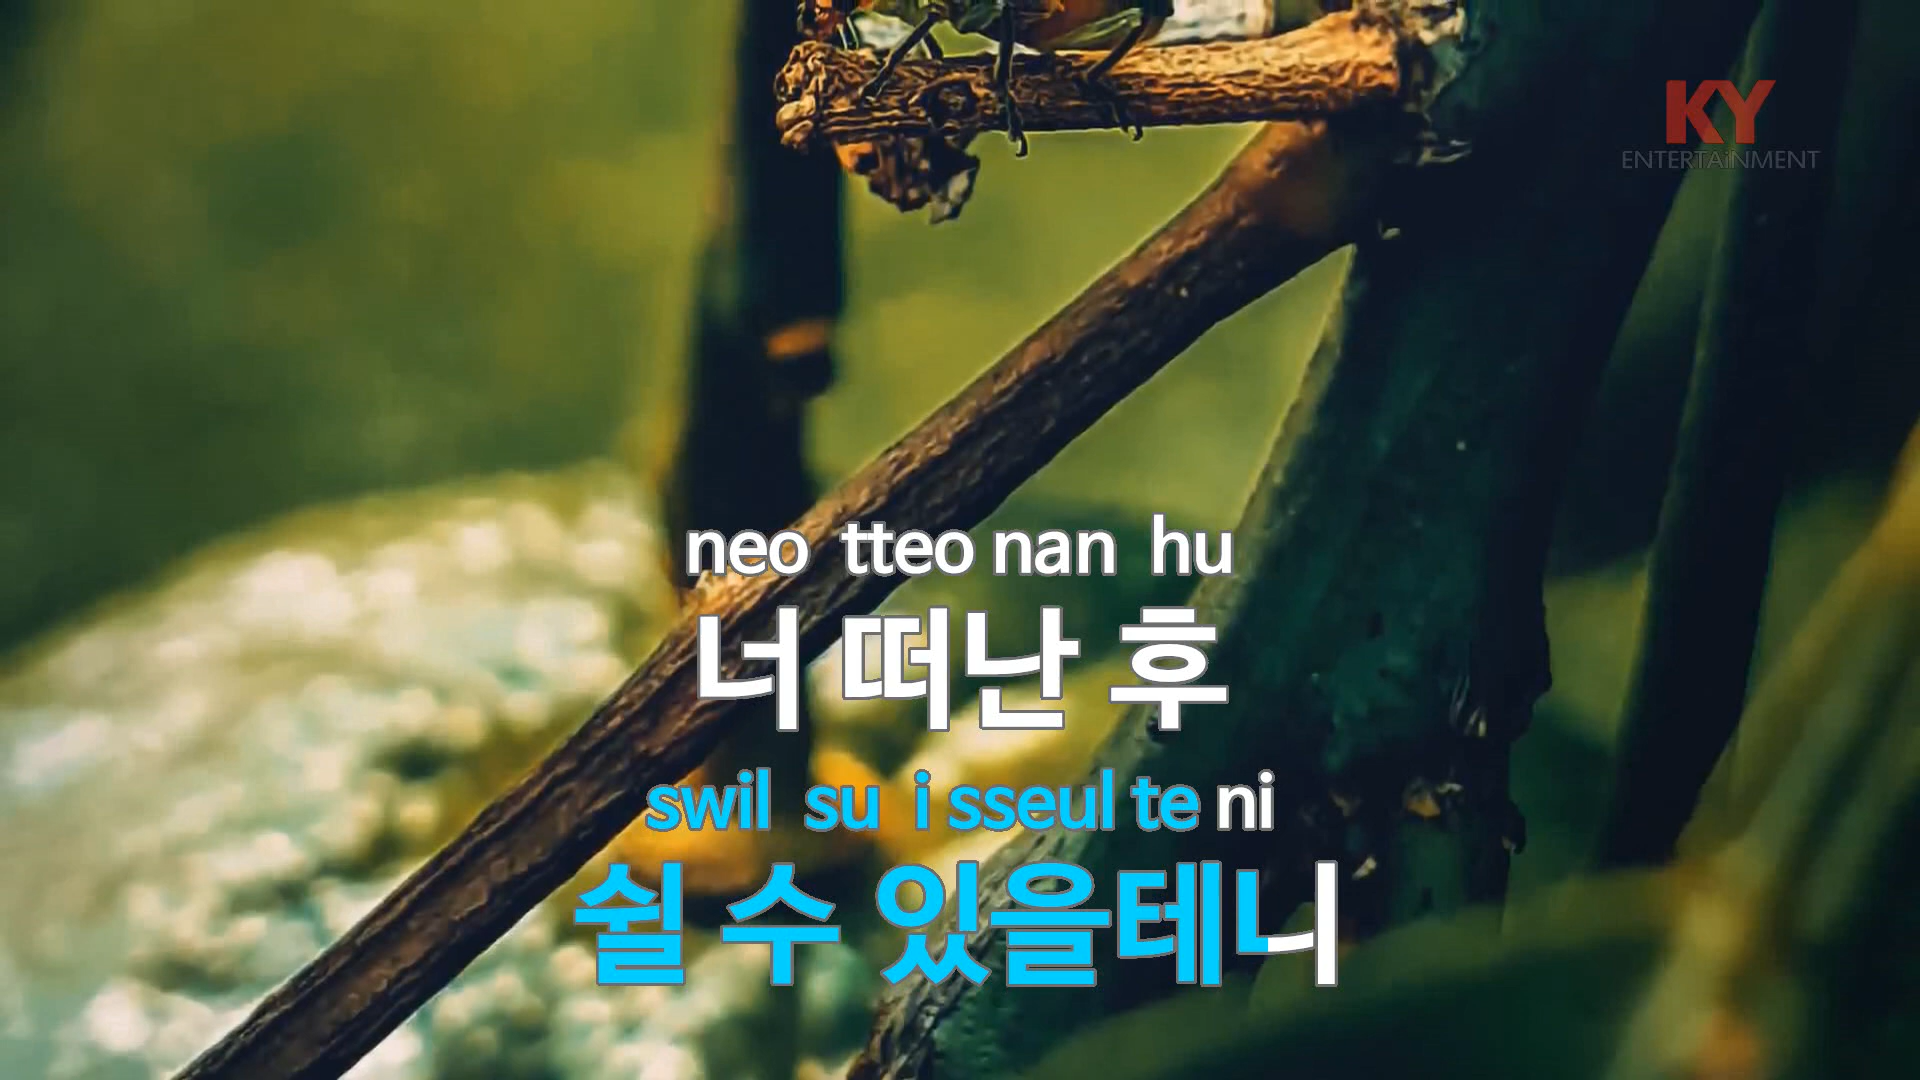 KY
ENTERTAiNMENT
neo tteo nan hu
너 떠난 후
swil su i sseul te ni
쉴 수 있을테니